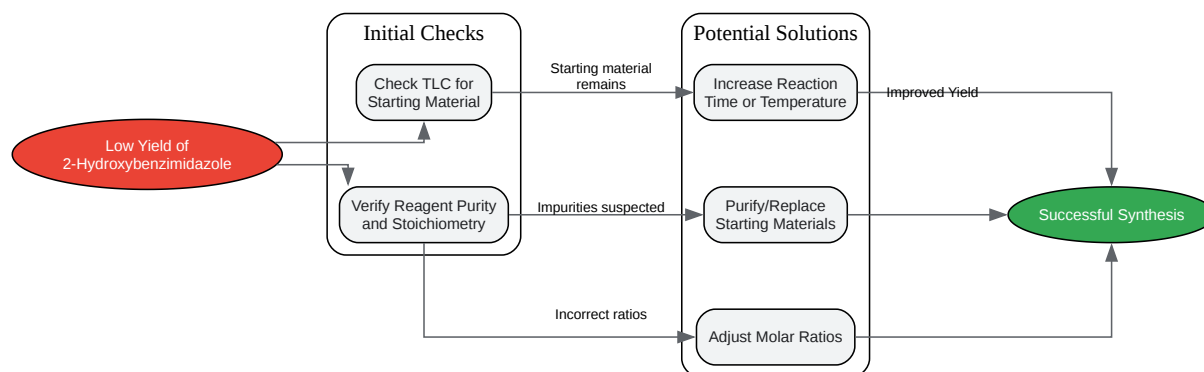 Initial Checks
Potential Solutions
Check TLC for
Starting Material
Starting material
remains
Increase Reaction
Time or Temperature
Improved Yield
Low Yield of
2-Hydroxybenzimidazole
Verify Reagent Purity
and Stoichiometry
Impurities suspected
Purify/Replace
Starting Materials
Successful Synthesis
Incorrect ratios
Adjust Molar Ratios